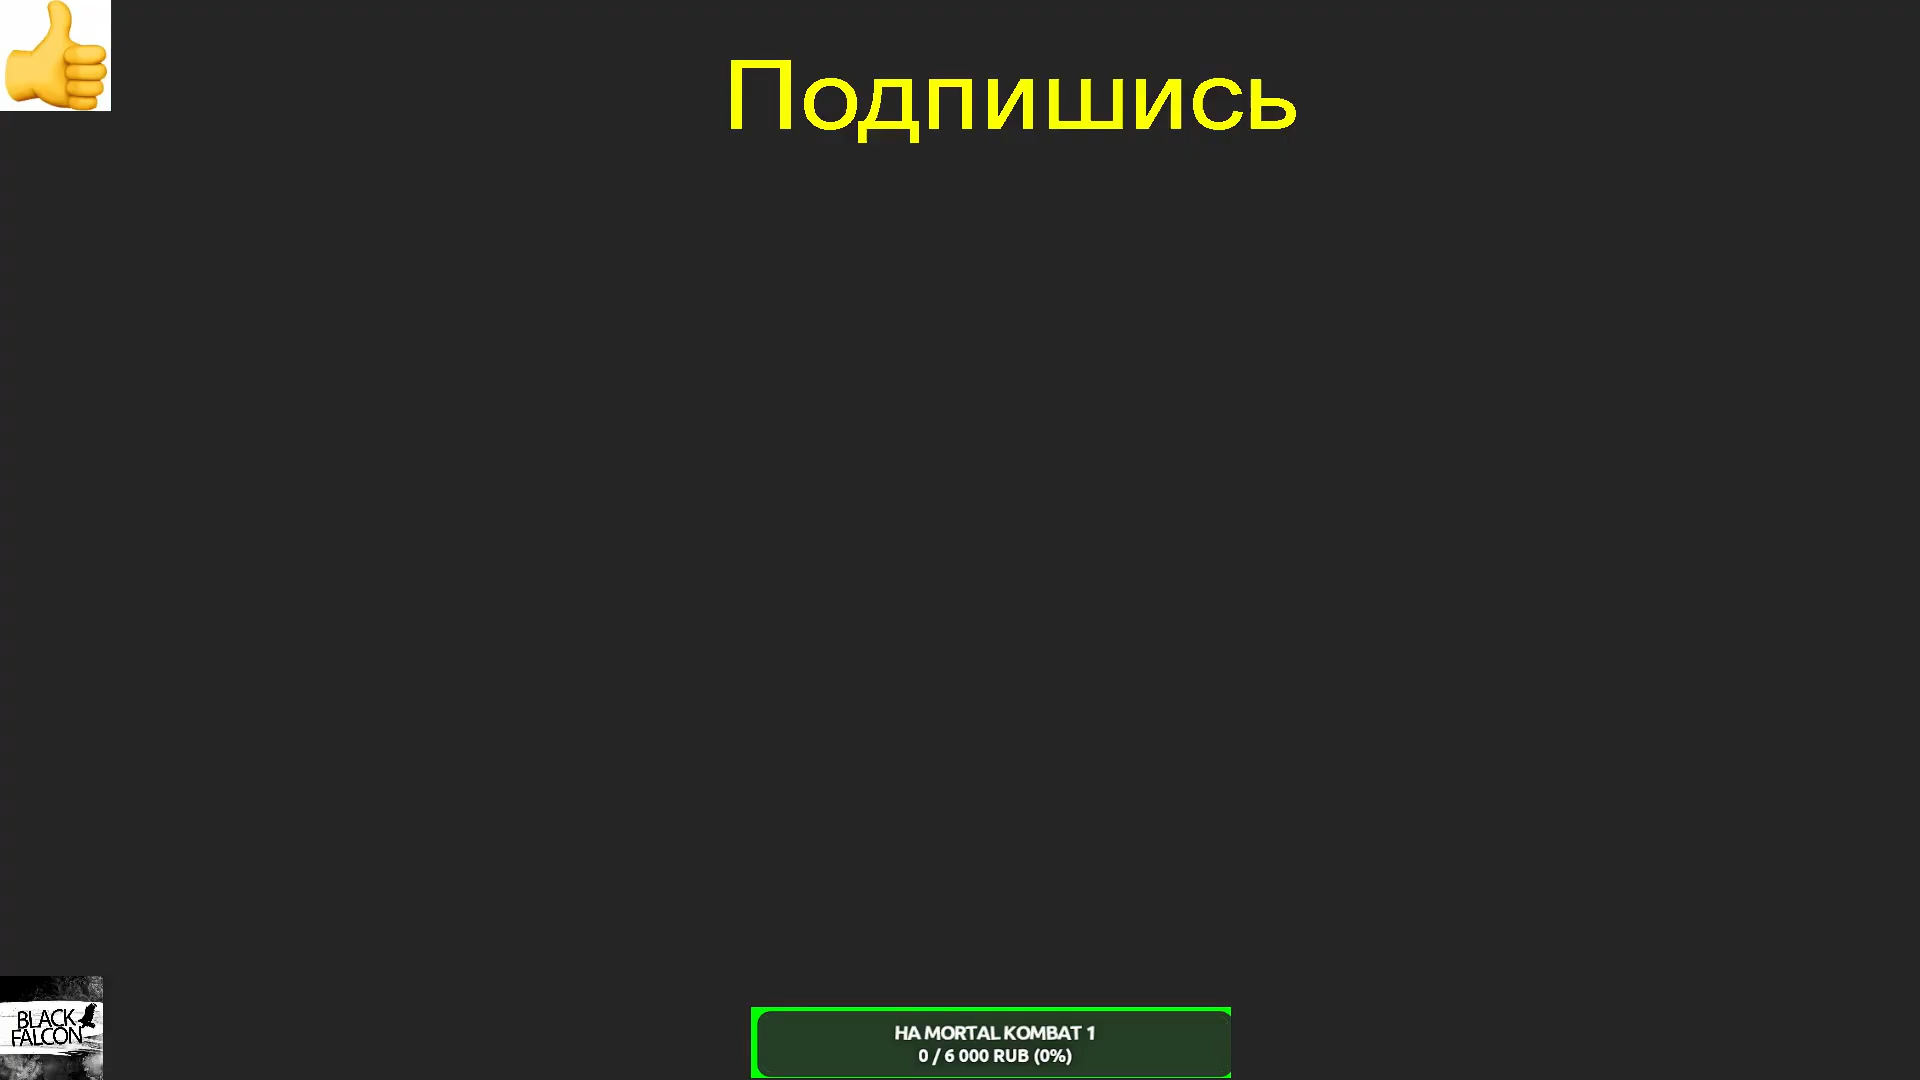 Подпишись
BLACK
FALCON
НА MORTAL KOMBAT 1
0 / 6 000 RUB (0%)